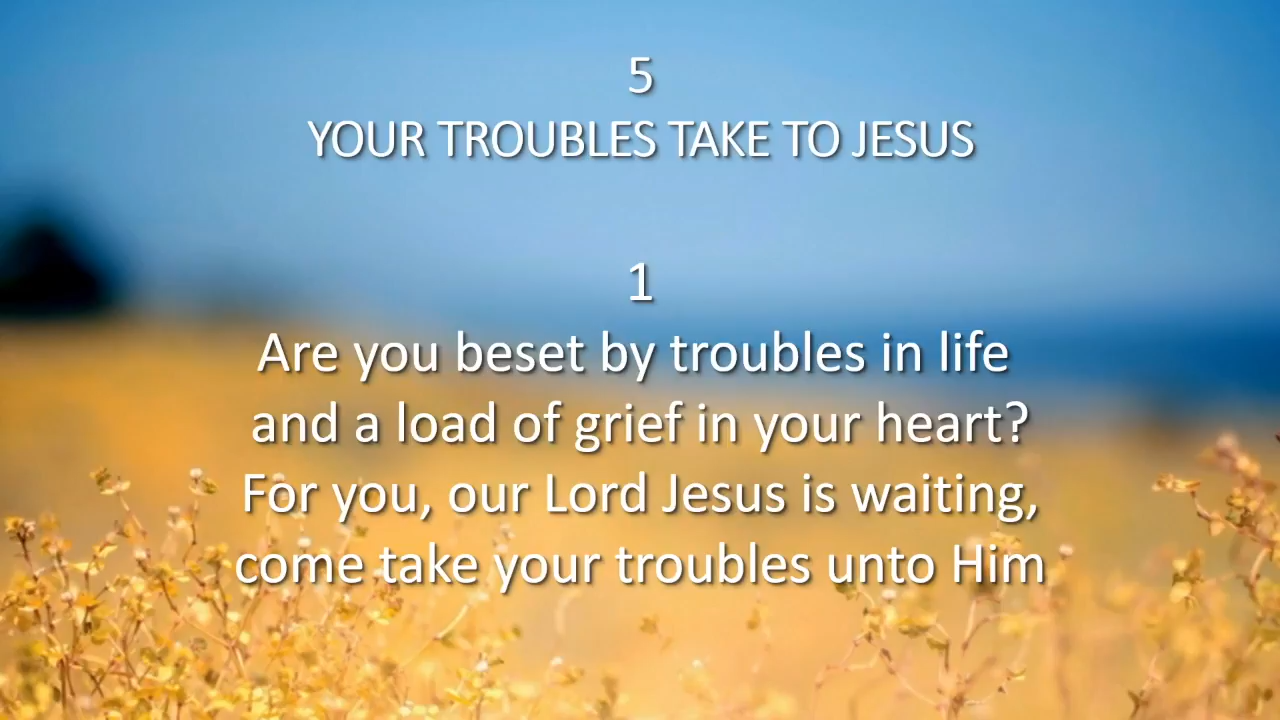 5
YOUR TROUBLES TAKE TO JESUS
1
Are you beset by troubles in life
and a load of grief in your heart?
For you, our Lord Jesus is waiting,
come take your troubles unto Him